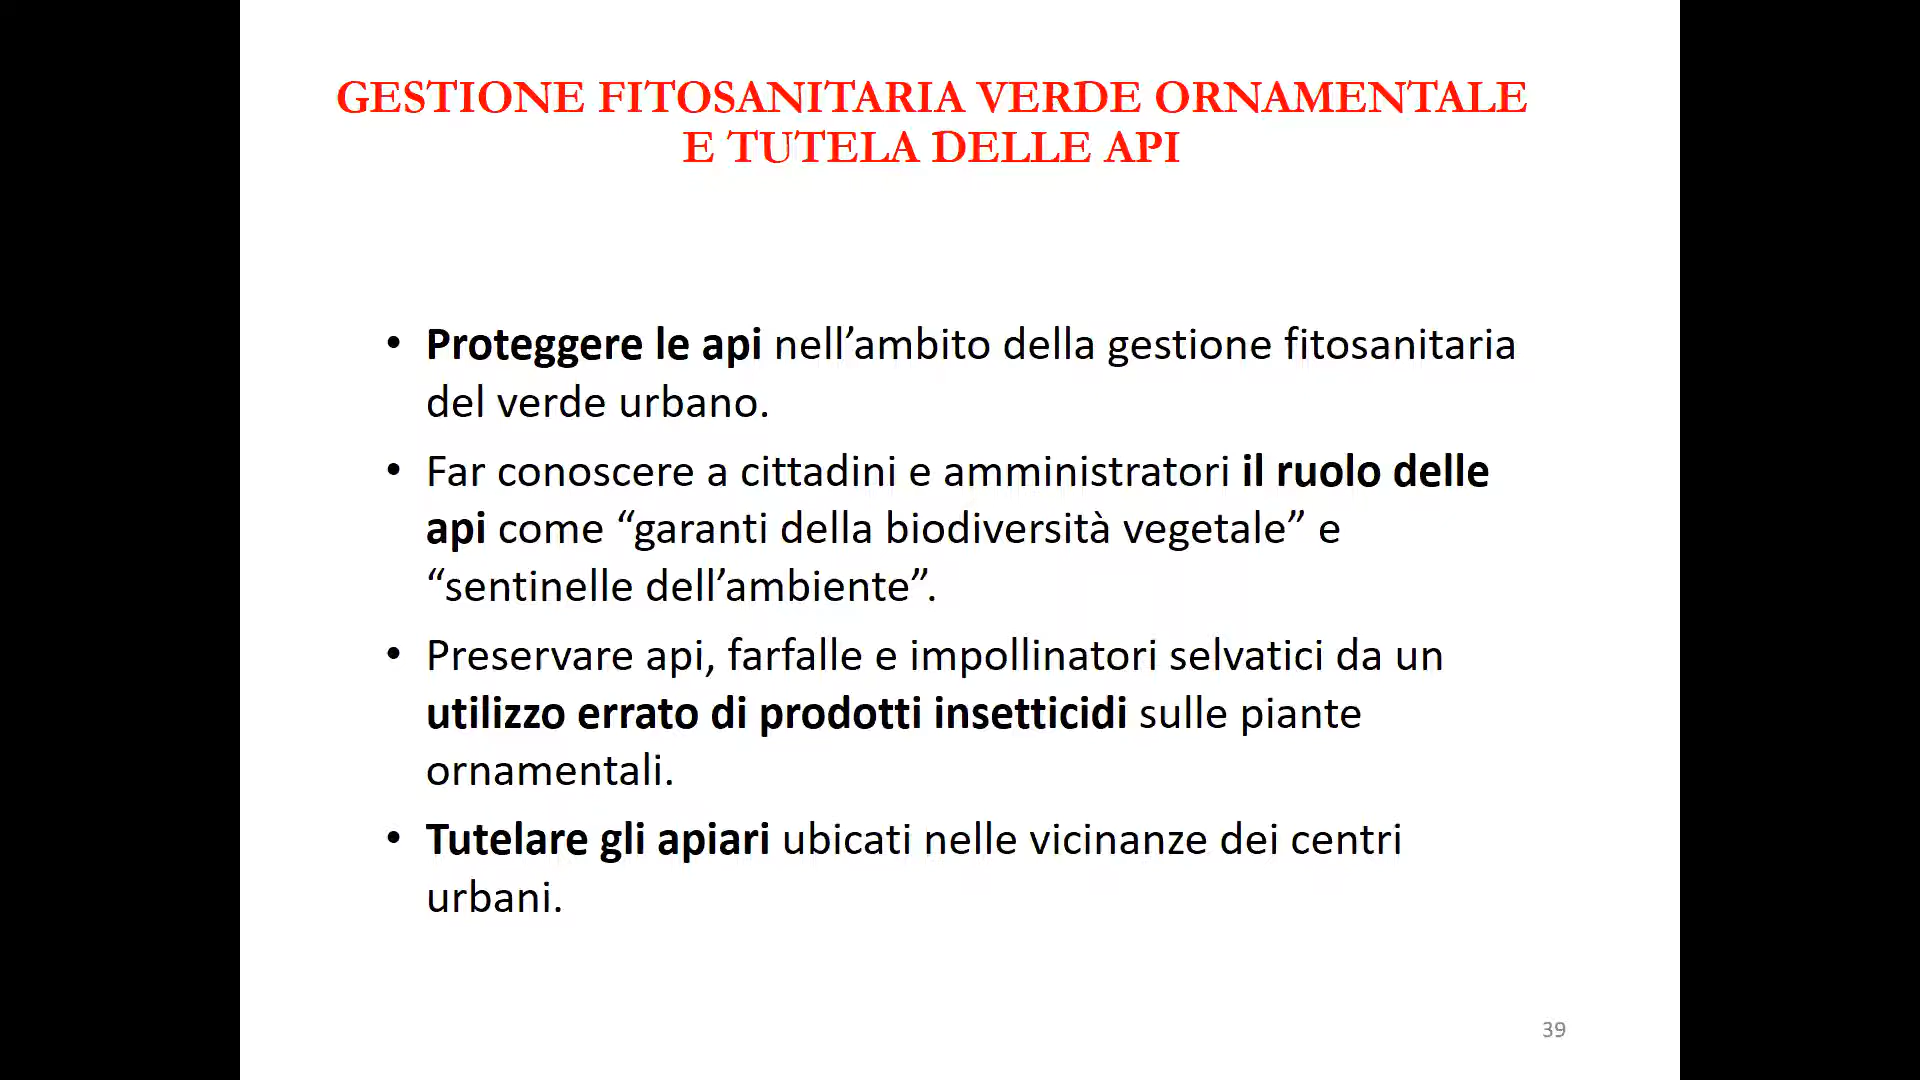 GESTIONE FITOSANITARIA VERDE ORNAMENTALE
E TUTELA DELLE API
• Proteggere le api nell’ambito della gestione fitosanitaria
del verde urbano.
• Far conoscere a cittadini e amministratori il ruolo delle
api come “garanti della biodiversità vegetale” e
“sentinelle dell’ambiente”.
• Preservare api, farfalle e impollinatori selvatici da un
utilizzo errato di prodotti insetticidi sulle piante
ornamentali.
• Tutelare gli apiari ubicati nelle vicinanze dei centri
urbani.
39